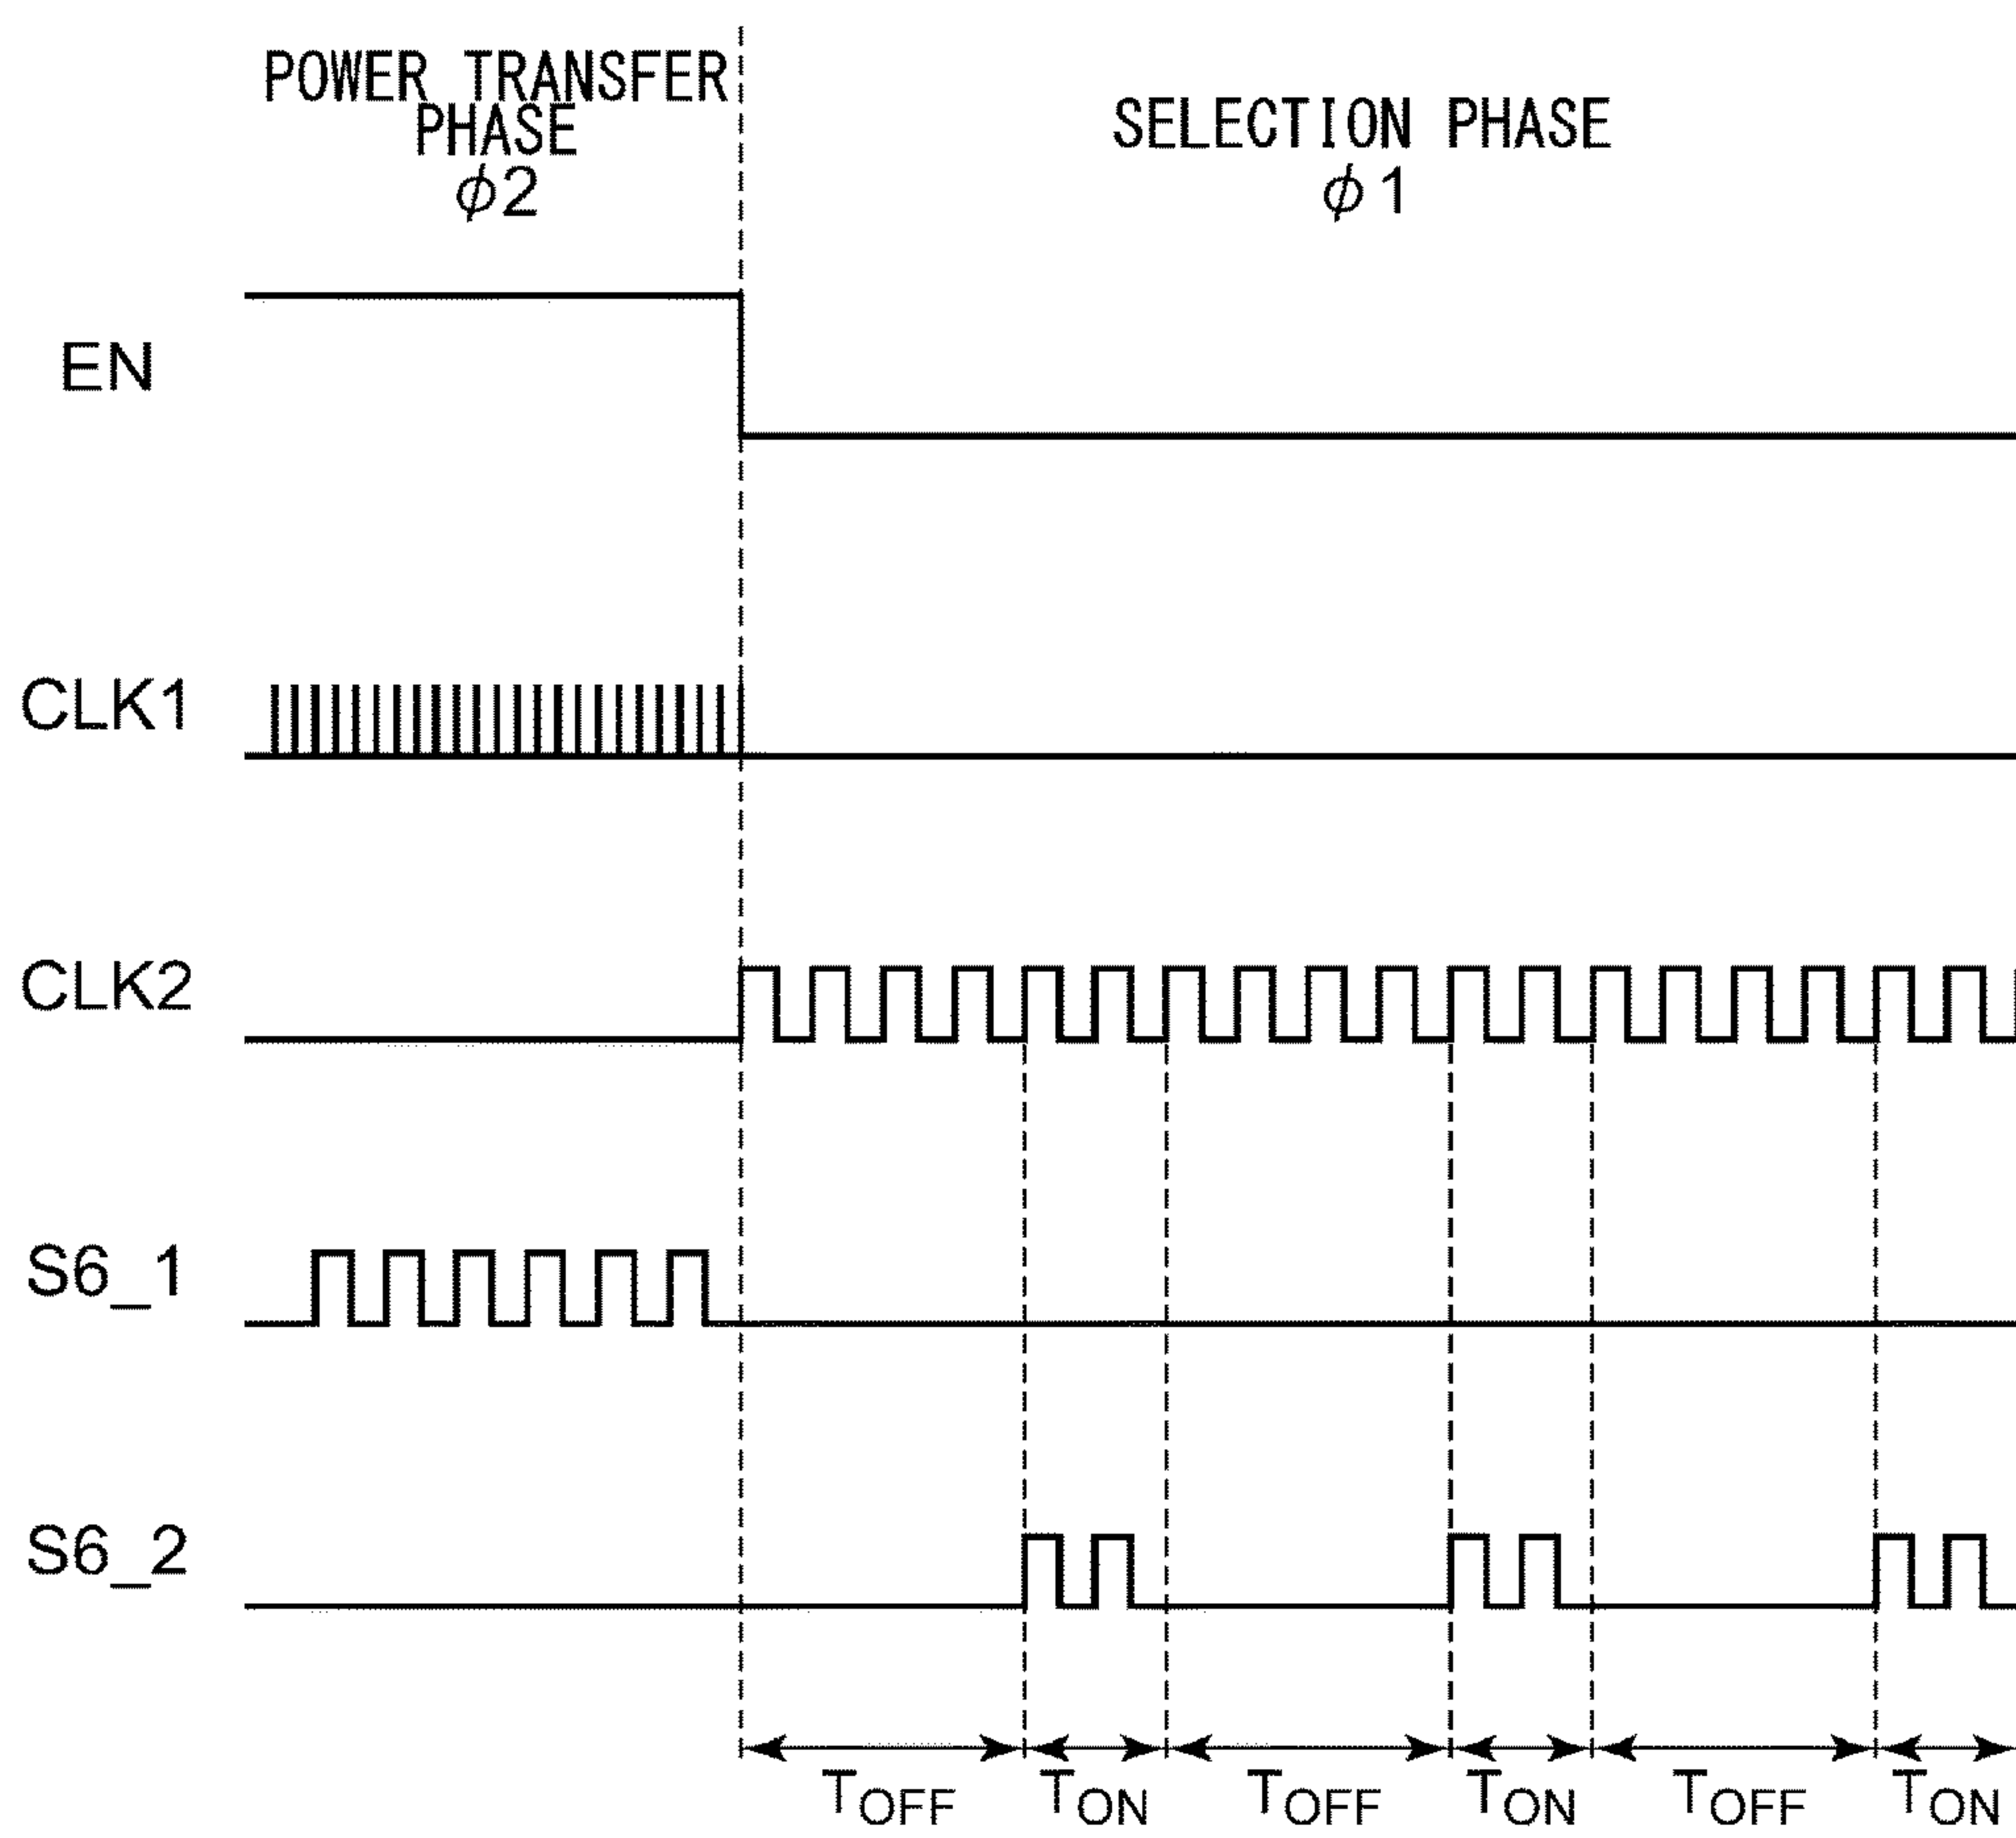 POWER TRANSFER
PHASE
φ2
SELECTION PHASE
φ1
EN
CLK1
CLK2
S6_1
S6_2
TOFF TON TOFF TON TOFF TON